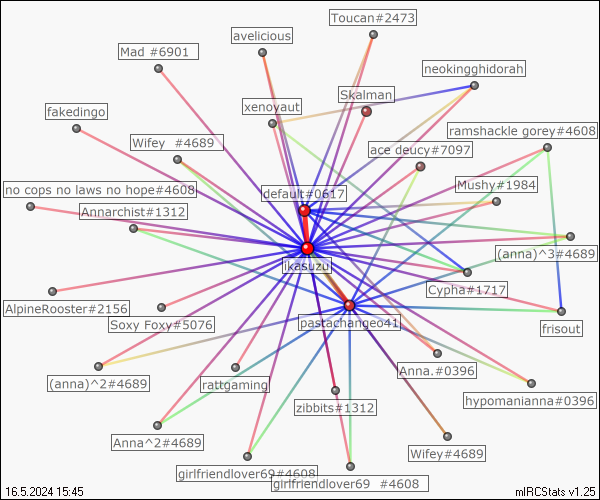 Toucan#2473
avelicious
Mad #6901
neokingghidorah
Skalman
xenoyaut
fakedingo
ramshackle gorey#4608
Wifey  #4689
ace deucy#7097
no cops no laws no hope#4608
Mushy#1984
default#0617
Annarchist#1312
(anna)^3#4689
ikasuzu
Cypha#1717
AlpineRooster#2156
Soxy Foxy#5076
pastachange041
frisout
Anna.#0396
(anna)^2#4689
rattgaming
hypomanianna#0396
zibbits#1312
Anna^2#4689
Wifey#4689
girlfriendlover69#4608
girlfriendlover69  #4608
16.5.2024 15:45
mIRCStats v1.25